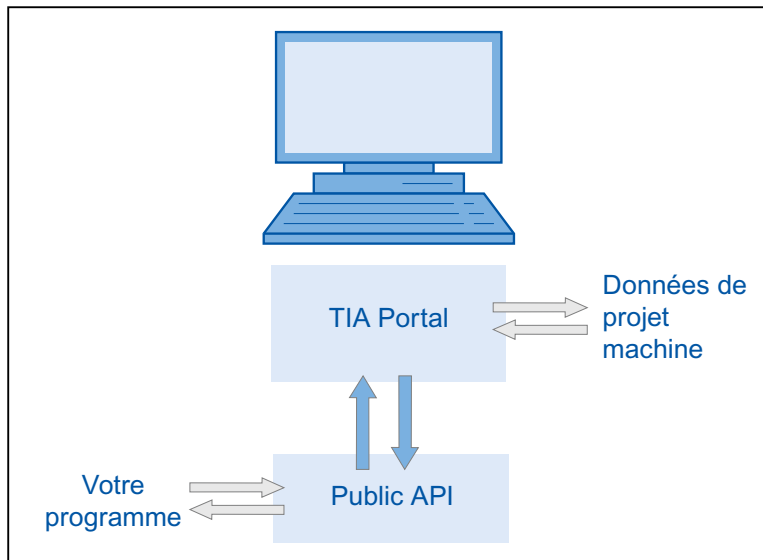 TIA Portal
Données de
projet
machine
Votre
programme
Public API